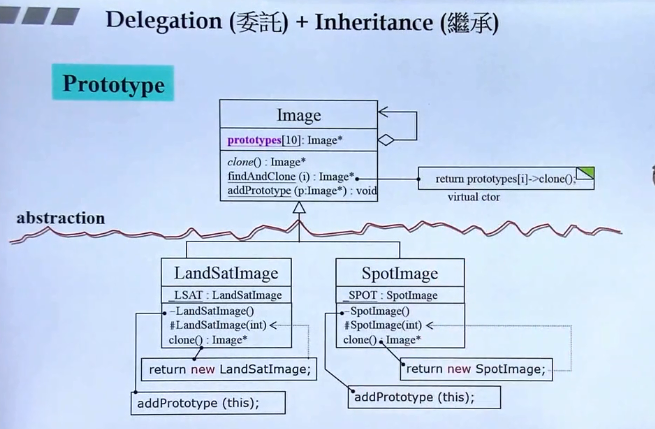 Delegation (委託) + Inheritance (繼承)
Prototype
Image
prototypes[10]: Image*
clone() : Image*
findAndClone (i) : Image*
addPrototype (p:Image*) : void
return prototypes[i]->clone();
virtual ctor
abstraction
LandSatImage
_LSAT : LandSatImage
-LandSatImage()
#LandSatImage(int)
clone() : Image*
return new LandSatImage;
addPrototype (this);
SpotImage
_SPOT : SpotImage
-SpotImage()
#SpotImage(int)
clone() : Image*
return new SpotImage;
addPrototype (this);